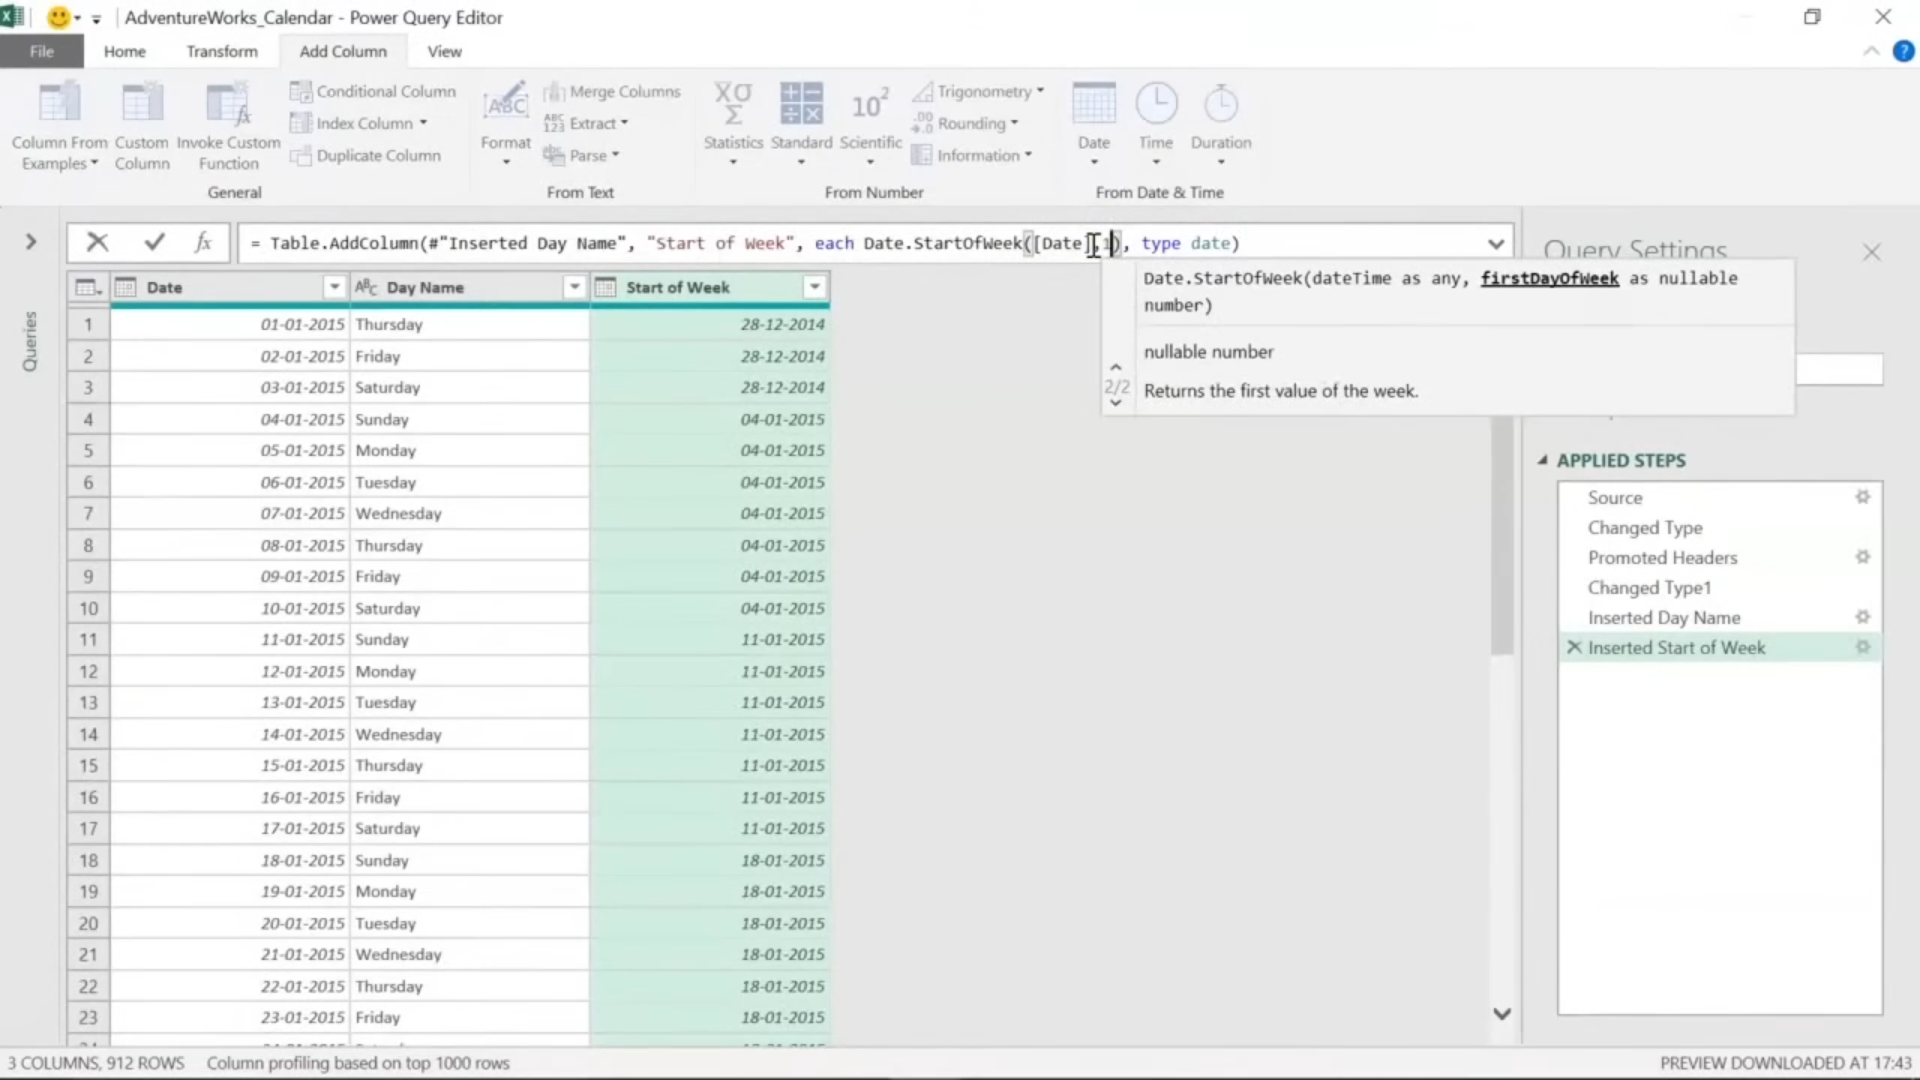 AdventureWorks_Calendar - Power Query Editor
File Home Transform Add Column View
Column From Examples
Custom Column
Invoke Custom Function
Conditional Column
Index Column
Duplicate Column
General
Format
Merge Columns
Extract
Parse
From Text
Statistics
Standard
Scientific
Trigonometry
Rounding
Information
From Number
Date
Time
Duration
From Date & Time
= Table.AddColumn(#"Inserted Day Name", "Start of Week", each Date.StartOfWeek([Date],1), type date)
Query Settings
Date.StartOfWeek(dateTime as any, firstDayOfWeek as nullable
number)
nullable number
2/2
Returns the first value of the week.
Queries
Date ABC Day Name Start of Week
1 01-01-2015 Thursday 28-12-2014
2 02-01-2015 Friday 28-12-2014
3 03-01-2015 Saturday 28-12-2014
4 04-01-2015 Sunday 04-01-2015
5 05-01-2015 Monday 04-01-2015
6 06-01-2015 Tuesday 04-01-2015
7 07-01-2015 Wednesday 04-01-2015
8 08-01-2015 Thursday 04-01-2015
9 09-01-2015 Friday 04-01-2015
10 10-01-2015 Saturday 04-01-2015
11 11-01-2015 Sunday 11-01-2015
12 12-01-2015 Monday 11-01-2015
13 13-01-2015 Tuesday 11-01-2015
14 14-01-2015 Wednesday 11-01-2015
15 15-01-2015 Thursday 11-01-2015
16 16-01-2015 Friday 11-01-2015
17 17-01-2015 Saturday 11-01-2015
18 18-01-2015 Sunday 18-01-2015
19 19-01-2015 Monday 18-01-2015
20 20-01-2015 Tuesday 18-01-2015
21 21-01-2015 Wednesday 18-01-2015
22 22-01-2015 Thursday 18-01-2015
23 23-01-2015 Friday 18-01-2015
APPLIED STEPS
Source
Changed Type
Promoted Headers
Changed Type1
Inserted Day Name
Inserted Start of Week
3 COLUMNS, 912 ROWS Column profiling based on top 1000 rows
PREVIEW DOWNLOADED AT 17:43